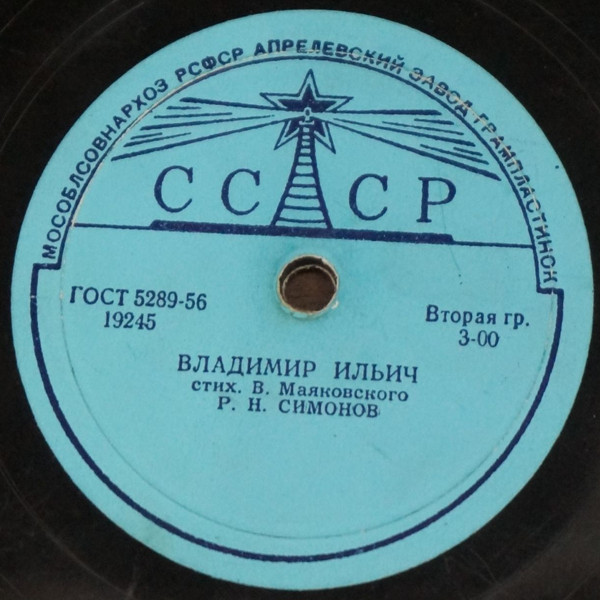 МОСОБЛСОВНАРХОЗ РСФСР АПРЕЛЕВСКИЙ ЗАВОД ГРАМПЛАСТИНОК
СССР
ГОСТ 5289-56
19245
Вторая гр.
3-00
ВЛАДИМИР ИЛЬИЧ
стих. В. Маяковского
Р. Н. СИМОНОВ